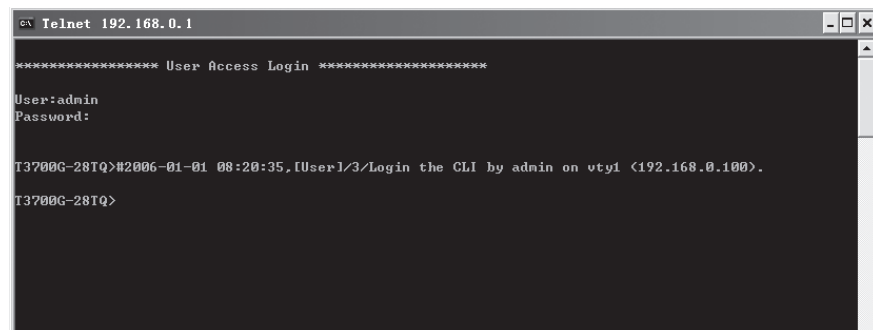 Telnet 192.168.0.1
***************** User Access Login ********************
User:admin
Password:
T3700G-28TQ>#2006-01-01 08:20:35,[User]/3/Login the CLI by admin on vty1 (192.168.0.100).
T3700G-28TQ>